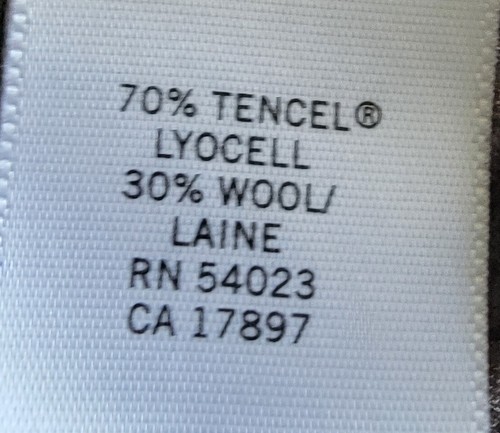 70% TENCEL®
LYOCELL
30% WOOL/
LAINE
RN 54023
CA 17897